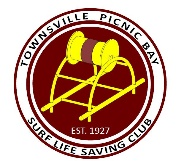 TOWNSVILLE PICNIC BAY
EST. 1927
SURF LIFE SAVING CLUB